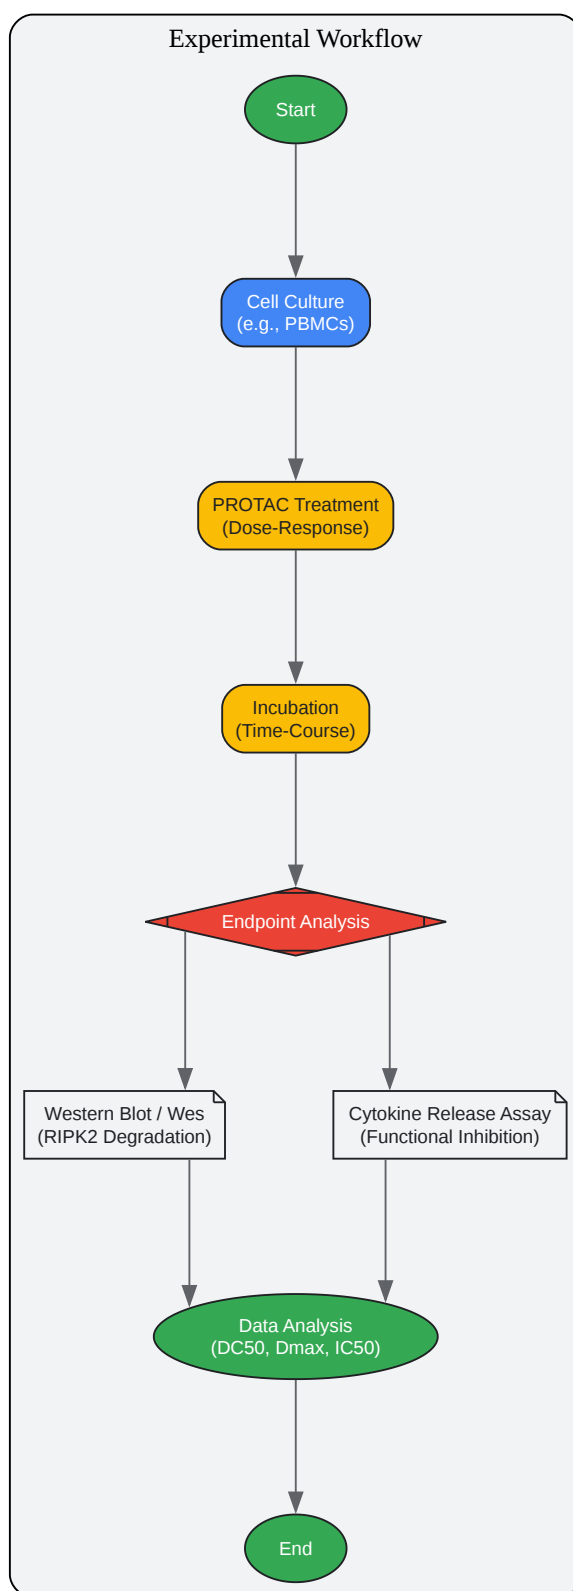 Experimental Workflow
Start
Cell Culture
(e.g., PBMCs)
PROTAC Treatment
(Dose-Response)
Incubation
(Time-Course)
Endpoint Analysis
Western Blot / Wes
(RIPK2 Degradation)
Cytokine Release Assay
(Functional Inhibition)
Data Analysis
(DC50, Dmax, IC50)
End